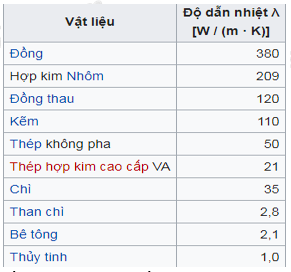 Vật liệu Độ dẫn nhiệt λ
[W / (m · K)]
Đồng 380
Hợp kim Nhôm 209
Đồng thau 120
Kẽm 110
Thép không pha 50
Thép hợp kim cao cấp VA 21
Chì 35
Than chì 2,8
Bê tông 2,1
Thủy tinh 1,0